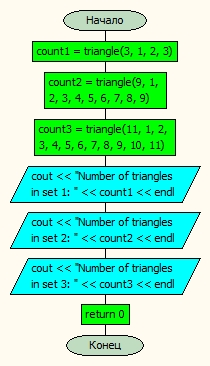 Начало
count1 = triangle(3, 1, 2, 3)
count2 = triangle(9, 1,
2, 3, 4, 5, 6, 7, 8, 9)
count3 = triangle(11, 1, 2,
3, 4, 5, 6, 7, 8, 9, 10, 11)
cout << "Number of triangles
in set 1: " << count1 << endl
cout << "Number of triangles
in set 2: " << count2 << endl
cout << "Number of triangles
in set 3: " << count3 << endl
return 0
Конец